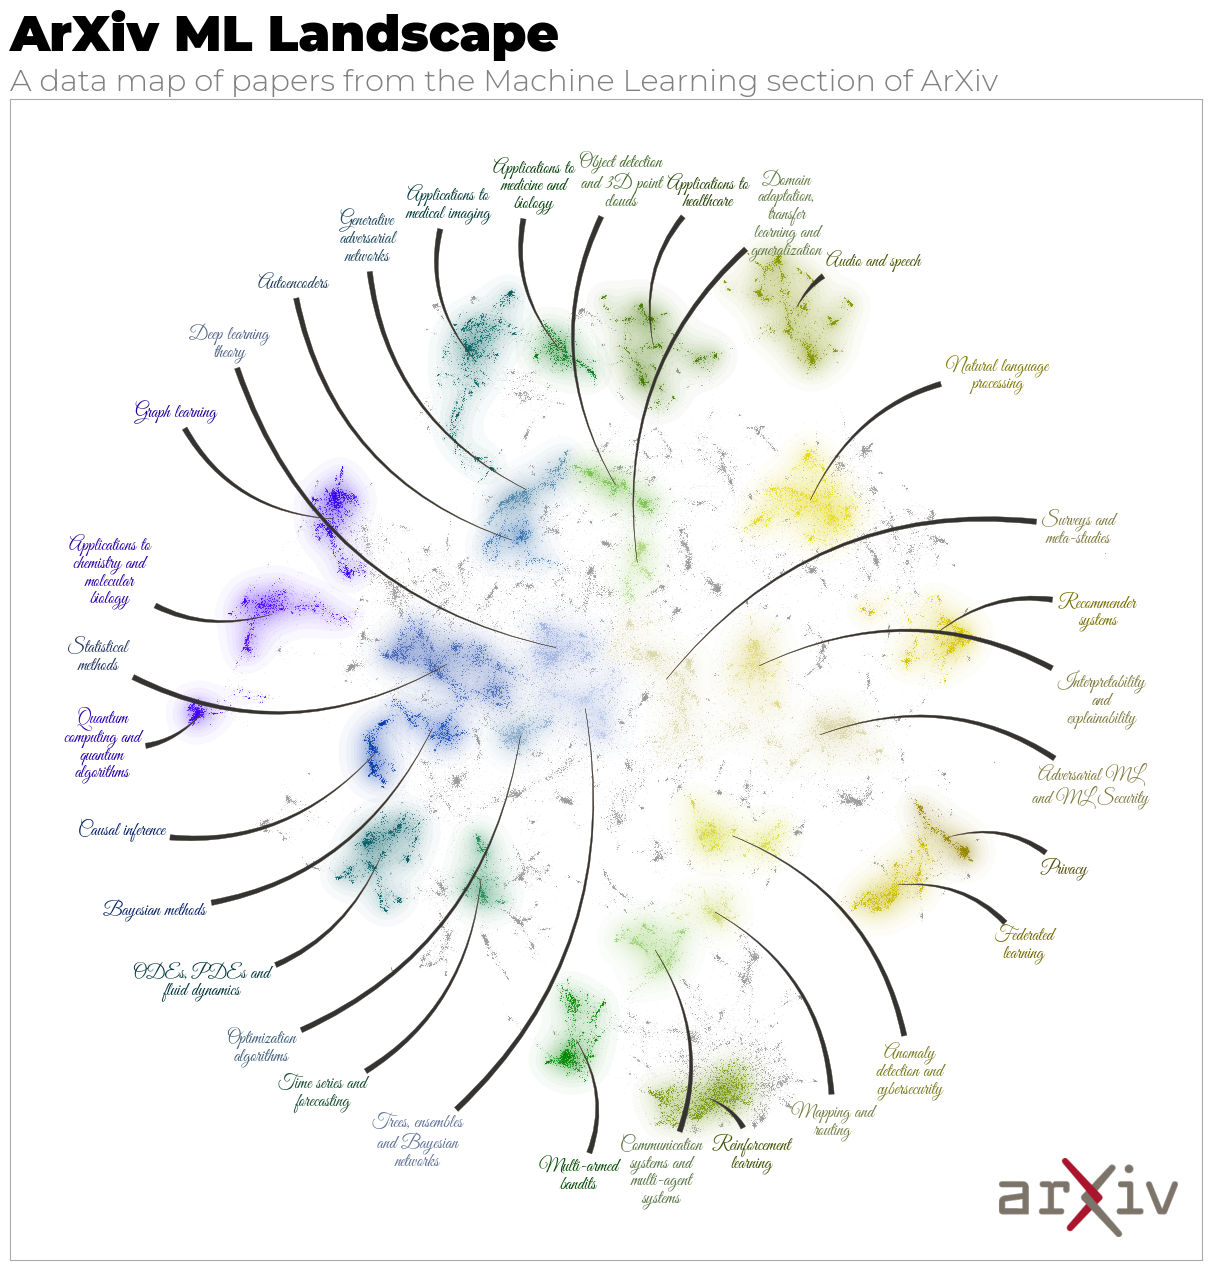 ArXiv ML Landscape
A data map of papers from the Machine Learning section of ArXiv
Applications to
medicine and
biology
Object detection
and 3D point
clouds
Applications to
healthcare
Domain
adaptation,
transfer
learning and
generalization
Applications to
medical imaging
Generative
adversarial
networks
Audio and speech
Autoencoders
Deep learning
theory
Natural language
processing
Graph learning
Surveys and
meta-studies
Applications to
chemistry and
molecular
biology
Recommender
systems
Statistical
methods
Interpretability
and
explainability
Quantum
computing and
quantum
algorithms
Adversarial ML
and ML Security
Causal inference
Privacy
Bayesian methods
Federated
learning
ODEs, PDEs and
fluid dynamics
Optimization
algorithms
Anomaly
detection and
cybersecurity
Time series and
forecasting
Mapping and
routing
Trees, ensembles
and Bayesian
networks
Multi-armed
bandits
Communication
systems and
multi-agent
systems
Reinforcement
learning
arXiv